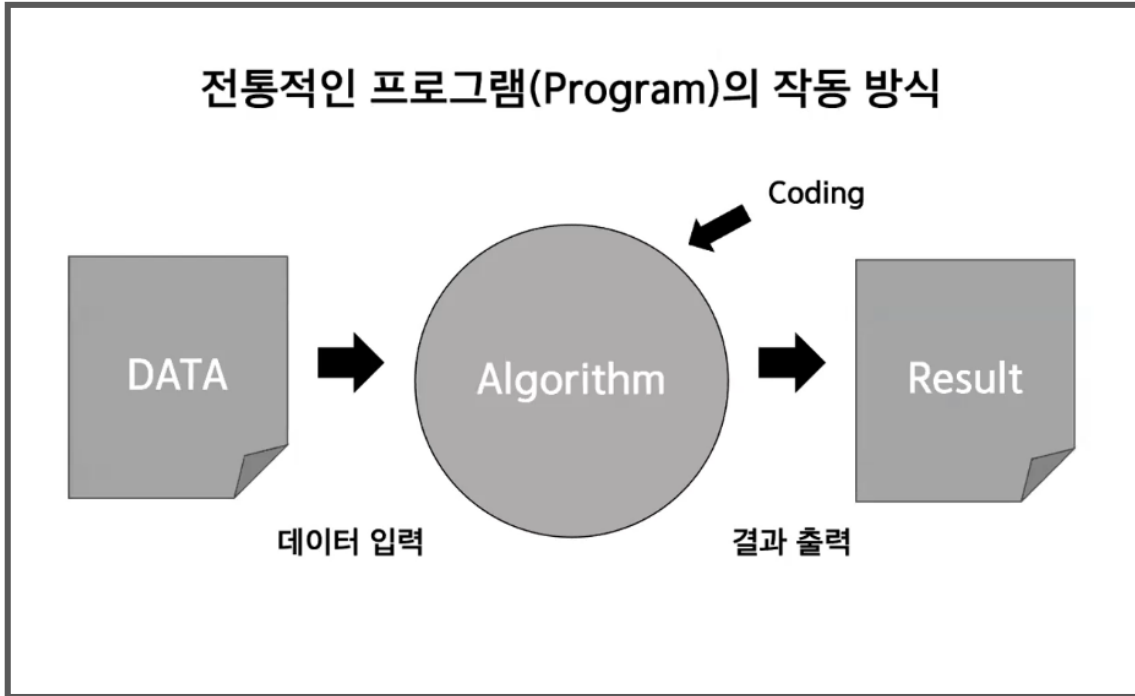 전통적인 프로그램(Program)의 작동 방식
Coding
DATA
Algorithm
Result
데이터 입력
결과 출력